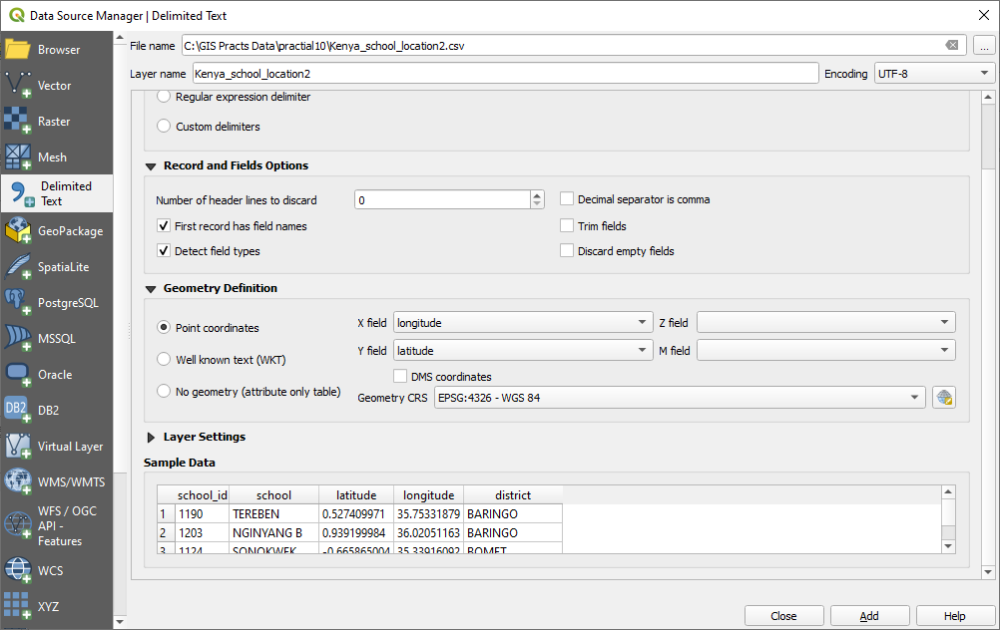 Data Source Manager | Delimited Text
Browser
Vector
Raster
Mesh
Delimited
Text
GeoPackage
SpatiaLite
PostgreSQL
MSSQL
Oracle
DB2
DB2
Virtual Layer
WMS/WMTS
WFS / OGC
API -
Features
WCS
XYZ
File name C:\GIS Practs Data\practial10\Kenya_school_location2.csv ...
Layer name Kenya_school_location2 Encoding UTF-8
Regular expression delimiter
Custom delimiters
Record and Fields Options
Number of header lines to discard 0 Decimal separator is comma
First record has field names Trim fields
Detect field types Discard empty fields
Geometry Definition
Point coordinates X field longitude Z field
Well known text (WKT) Y field latitude M field
DMS coordinates
No geometry (attribute only table) Geometry CRS EPSG:4326 - WGS 84
Layer Settings
Sample Data
school_id school latitude longitude district
1 1190 TEREBEN 0.527409971 35.75331879 BARINGO
2 1203 NGINYANG B 0.939199984 36.02051163 BARINGO
3 1124 SONOKWEK -0.665865004 35.33916092 BOMET
Close Add Help